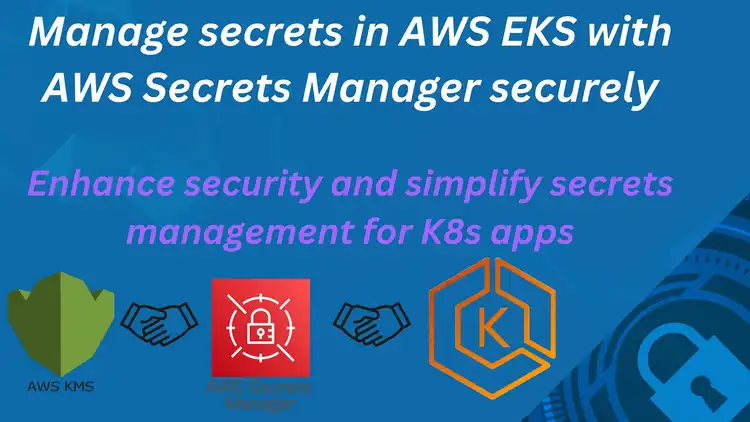 Manage secrets in AWS EKS with
AWS Secrets Manager securely
Enhance security and simplify secrets
management for K8s apps
K
AWS KMS
AWS Secrets
Manager